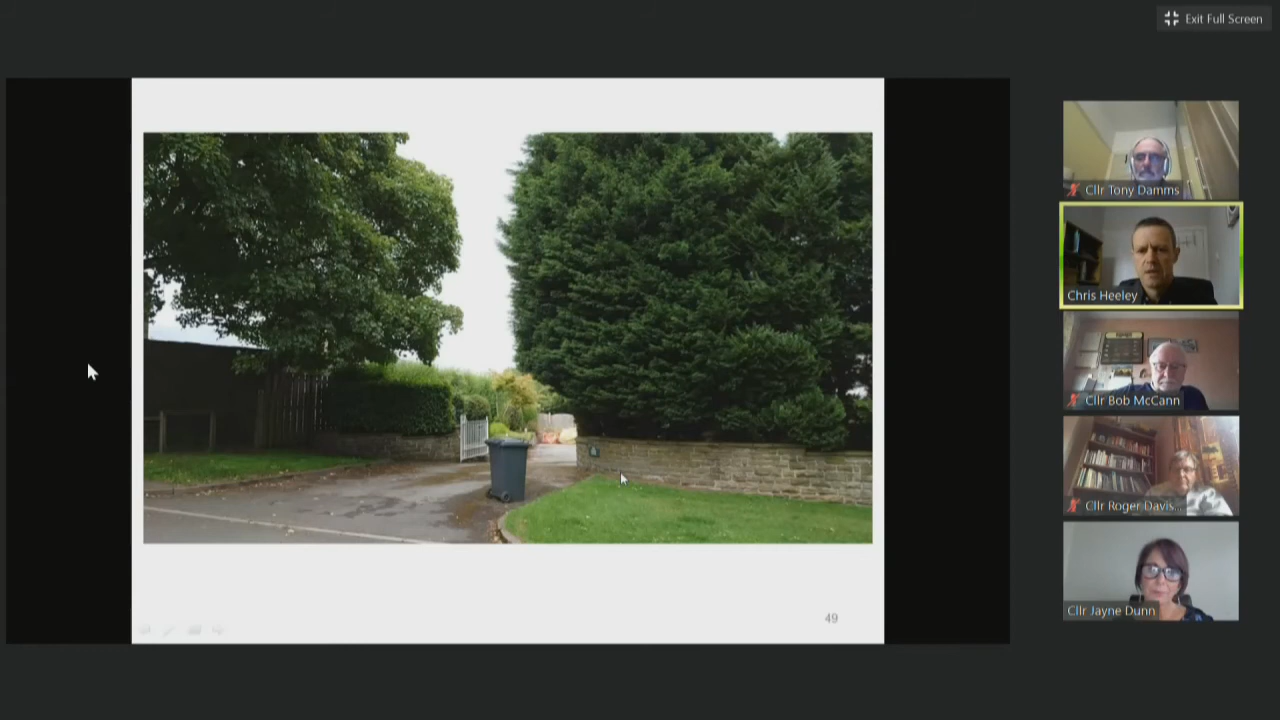 Exit Full Screen
Cllr Tony Damms
Chris Heeley
Cllr Bob McCann
Cllr Roger Davis...
Cllr Jayne Dunn
49